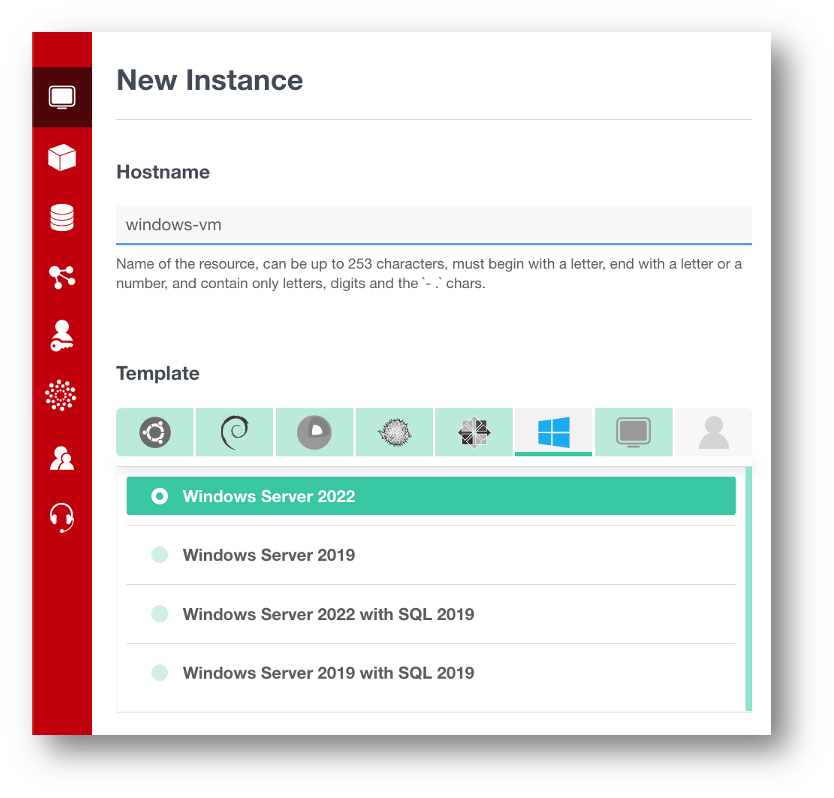 New Instance
Hostname
windows-vm
Name of the resource, can be up to 253 characters, must begin with a letter, end with a letter or a
number, and contain only letters, digits and the `- .` chars.
Template
Windows Server 2022
Windows Server 2019
Windows Server 2022 with SQL 2019
Windows Server 2019 with SQL 2019